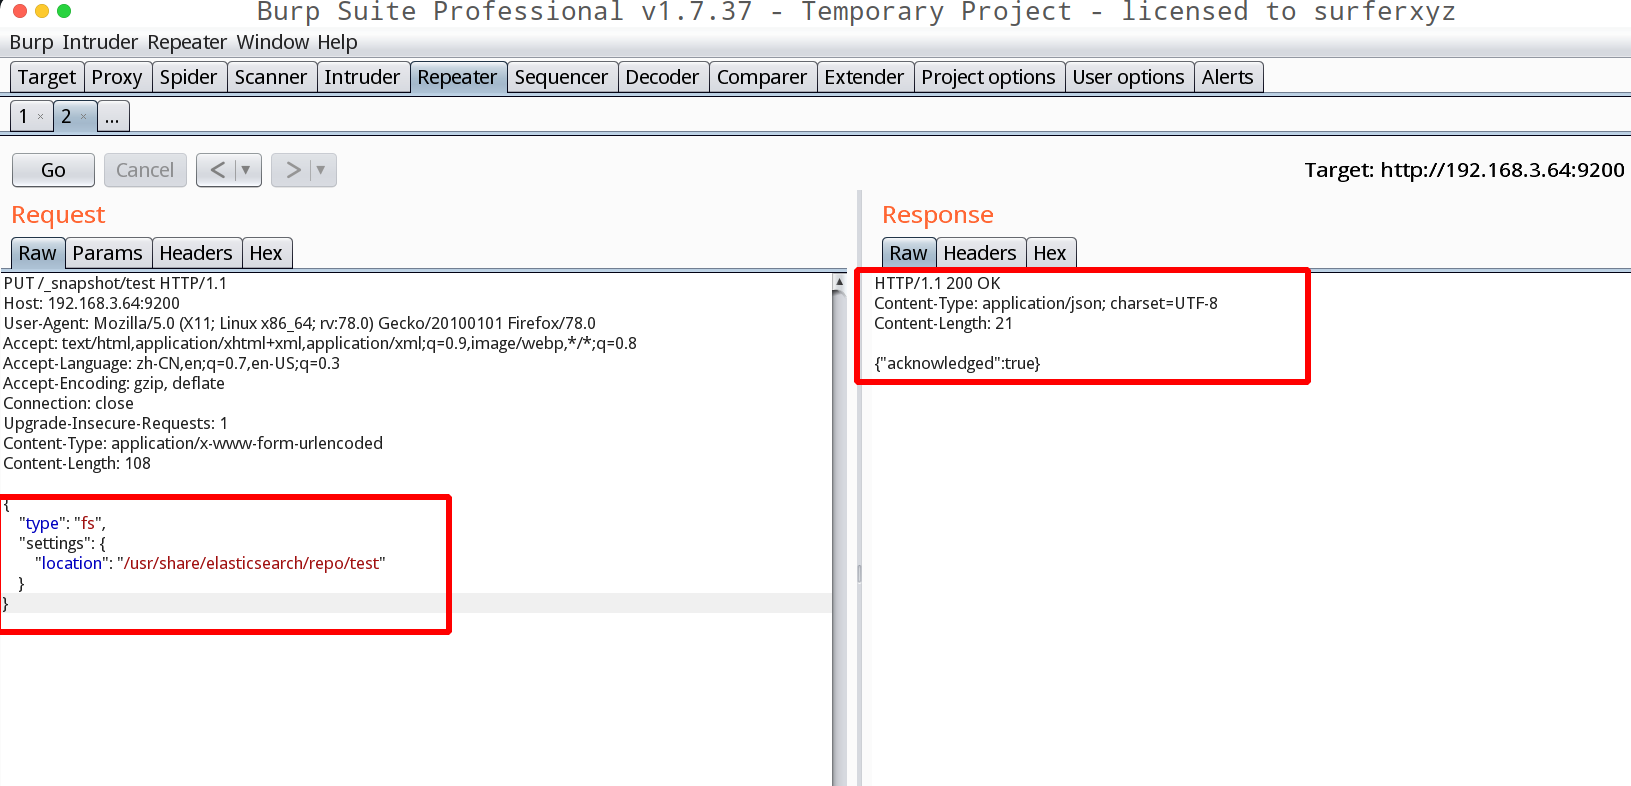 Burp Suite Professional v1.7.37 - Temporary Project - licensed to surferxyz
Burp Intruder Repeater Window Help
Target Proxy Spider Scanner Intruder Repeater Sequencer Decoder Comparer Extender Project options User options Alerts
1 × 2 × ...
Go Cancel < ▼ > ▼ Target: http://192.168.3.64:9200
Request
Raw Params Headers Hex
PUT /_snapshot/test HTTP/1.1
Host: 192.168.3.64:9200
User-Agent: Mozilla/5.0 (X11; Linux x86_64; rv:78.0) Gecko/20100101 Firefox/78.0
Accept: text/html,application/xhtml+xml,application/xml;q=0.9,image/webp,*/*;q=0.8
Accept-Language: zh-CN,en;q=0.7,en-US;q=0.3
Accept-Encoding: gzip, deflate
Connection: close
Upgrade-Insecure-Requests: 1
Content-Type: application/x-www-form-urlencoded
Content-Length: 108
{
"type": "fs",
"settings": {
"location": "/usr/share/elasticsearch/repo/test"
}
}
Response
Raw Headers Hex
HTTP/1.1 200 OK
Content-Type: application/json; charset=UTF-8
Content-Length: 21
{"acknowledged":true}